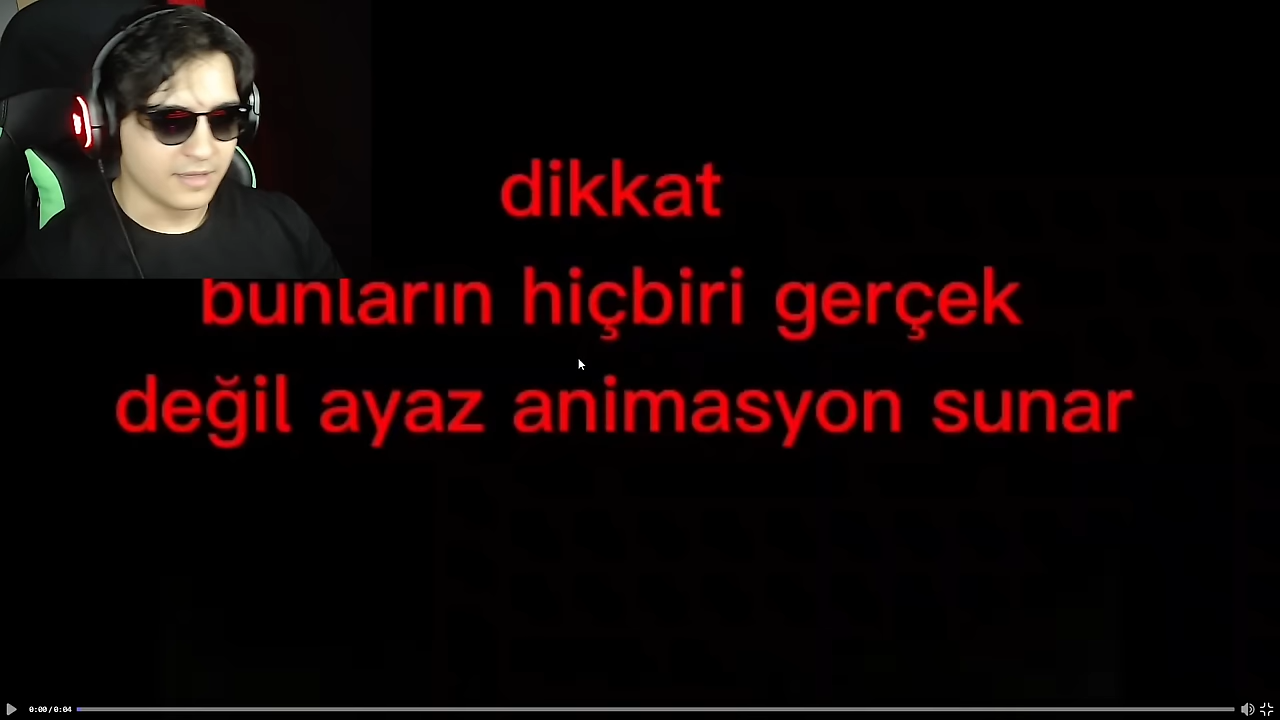 dikkat
bunların hiçbiri gerçek
değil ayaz animasyon sunar
0:00/0:04